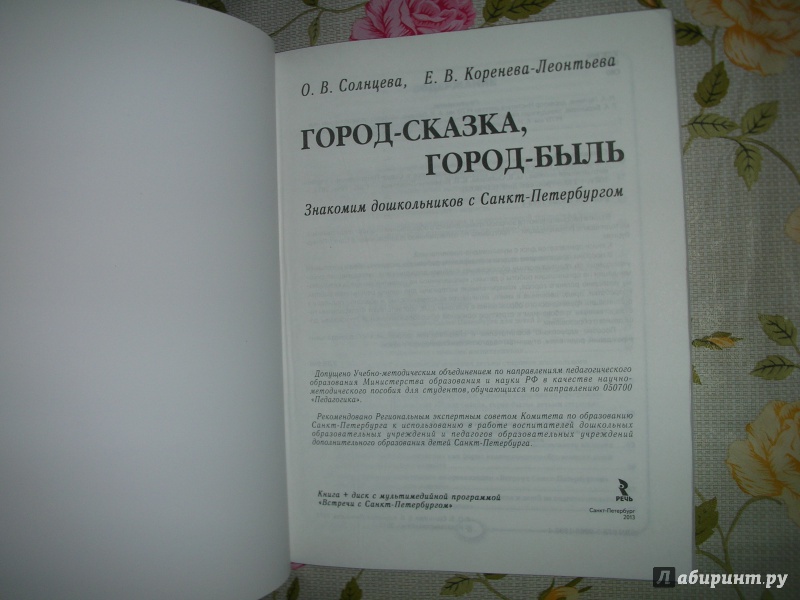 О. В. Солнцева, Е. В. Коренева-Леонтьева
ГОРОД-СКАЗКА,
ГОРОД-БЫЛЬ
Знакомим дошкольников с Санкт-Петербургом
Допущено Учебно-методическим объединением по направлениям педагогического
образования Министерства образования и науки РФ в качестве научно-
методического пособия для студентов, обучающихся по направлению 050700
«Педагогика».
Рекомендовано Региональным экспертным советом Комитета по образованию
Санкт-Петербурга к использованию в работе воспитателей дошкольных
образовательных учреждений и педагогов образовательных учреждений
дополнительного образования детей Санкт-Петербурга.
Книга + диск с мультимедийной программой
«Встречи с Санкт-Петербургом»
РЕЧЬ
Санкт-Петербург
2013
Лабиринт.ру